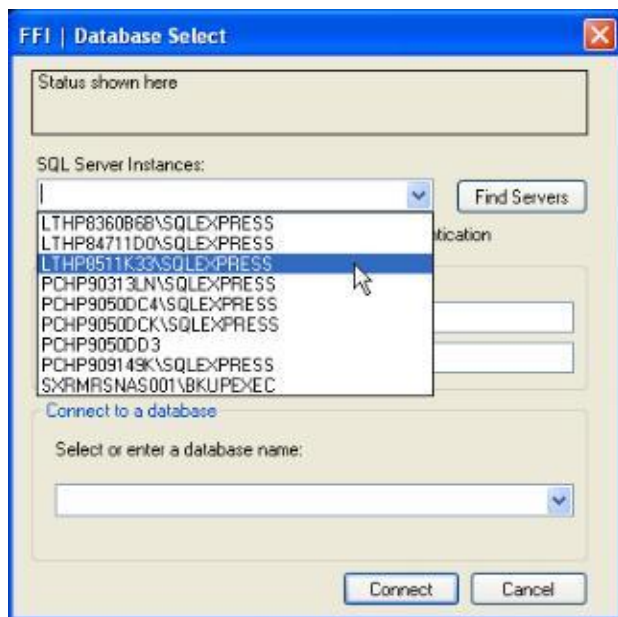 FFI | Database Select
Status shown here
SQL Server Instances:
Find Servers
LTHP8360B6B\SQLEXPRESS
LTHP84711D0\SQLEXPRESS
LTHP8511K33\SQLEXPRESS
PCHP90313LN\SQLEXPRESS
PCHP9050DC4\SQLEXPRESS
PCHP9050DCK\SQLEXPRESS
PCHP9050DD3
PCHP909149K\SQLEXPRESS
SXRMRSNAS001\BKUPEXEC
tication
Connect to a database
Select or enter a database name:
Connect
Cancel